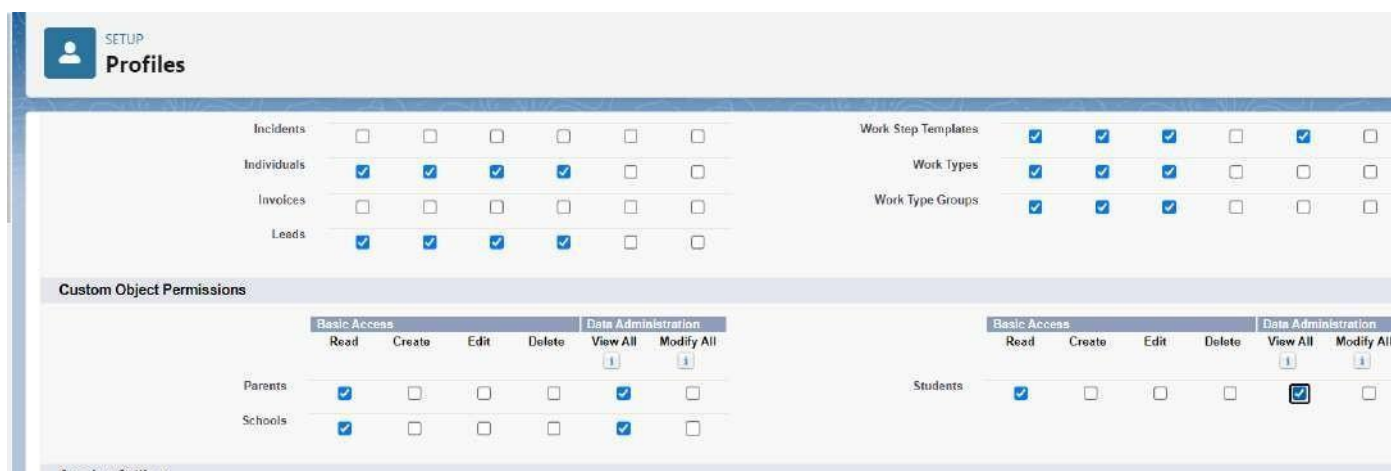 SETUP
Profiles
Incidents
Individuals
Invoices
Leads
Work Step Templates
Work Types
Work Type Groups
Custom Object Permissions
Basic Access Data Administration
Read Create Edit Delete View All Modify All
i i
Parents
Schools
Basic Access Data Administration
Read Create Edit Delete View All Modify All
i i
Students